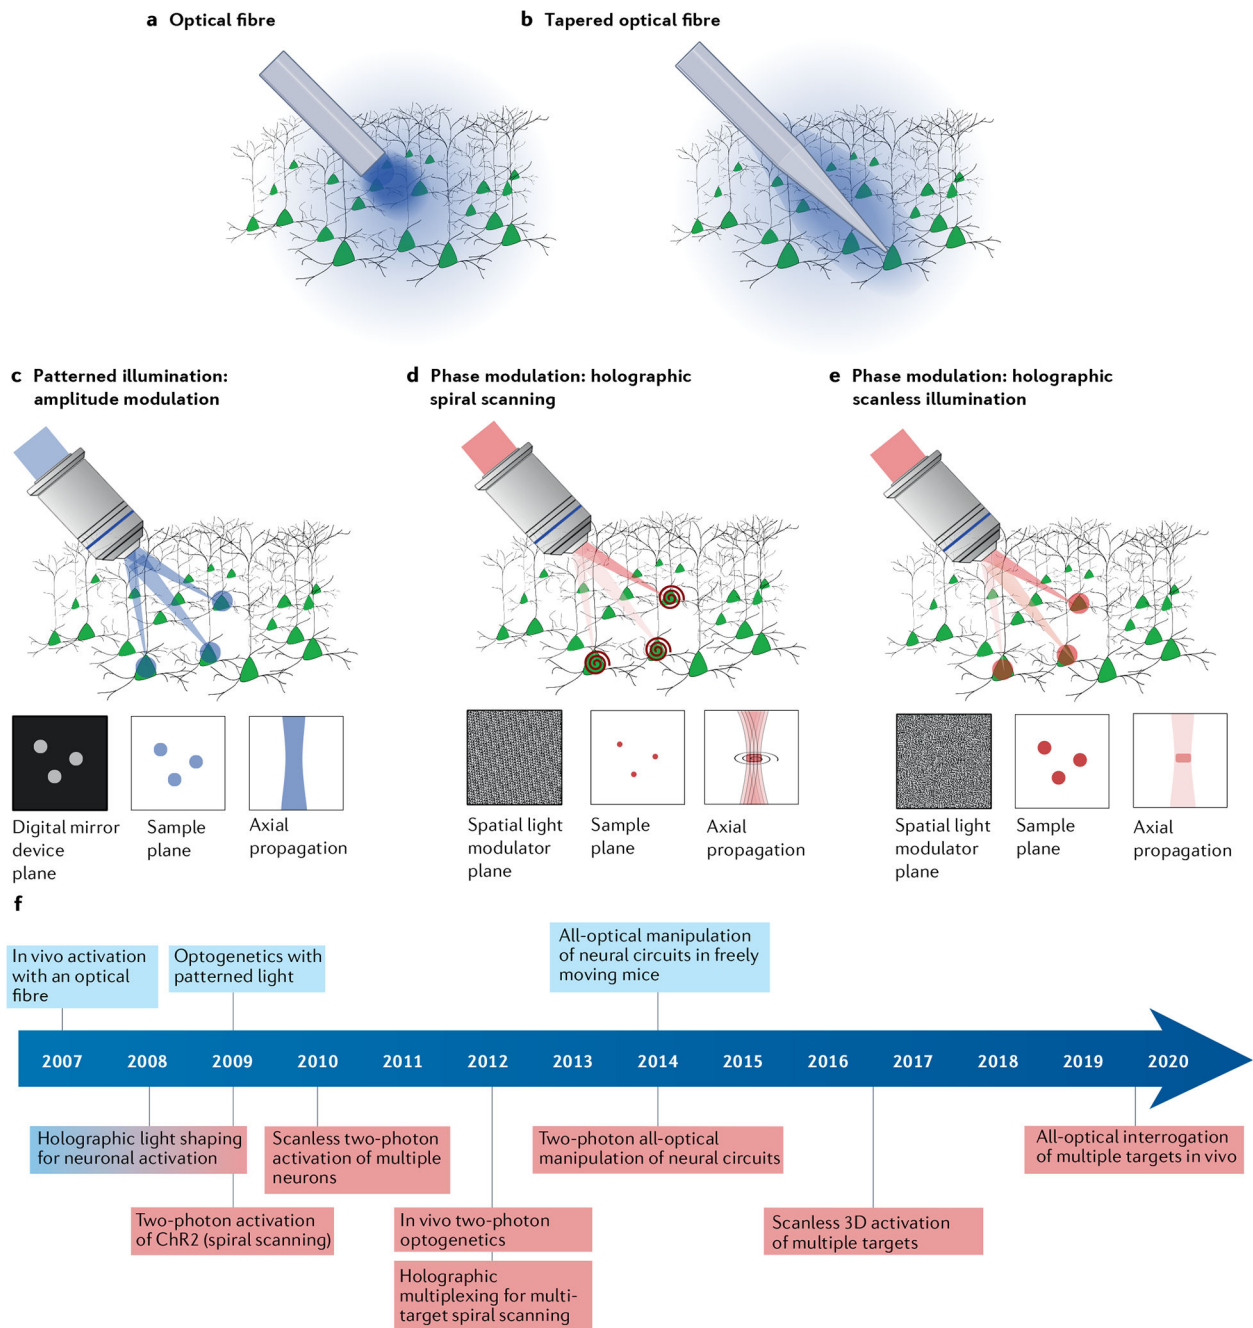 a Optical fibre
b Tapered optical fibre
c Patterned illumination:
amplitude modulation
d Phase modulation: holographic
spiral scanning
e Phase modulation: holographic
scanless illumination
Digital mirror
device
plane
Sample
plane
Axial
propagation
Spatial light
modulator
plane
Sample
plane
Axial
propagation
Spatial light
modulator
plane
Sample
plane
Axial
propagation
f
In vivo activation
with an optical
fibre
Optogenetics with
patterned light
All-optical manipulation
of neural circuits in freely
moving mice
2007 2008 2009 2010 2011 2012 2013 2014 2015 2016 2017 2018 2019 2020
Holographic light shaping
for neuronal activation
Two-photon activation
of ChR2 (spiral scanning)
Scanless two-photon
activation of multiple
neurons
In vivo two-photon
optogenetics
Holographic
multiplexing for multi-
target spiral scanning
Two-photon all-optical
manipulation of neural circuits
Scanless 3D activation
of multiple targets
All-optical interrogation
of multiple targets in vivo